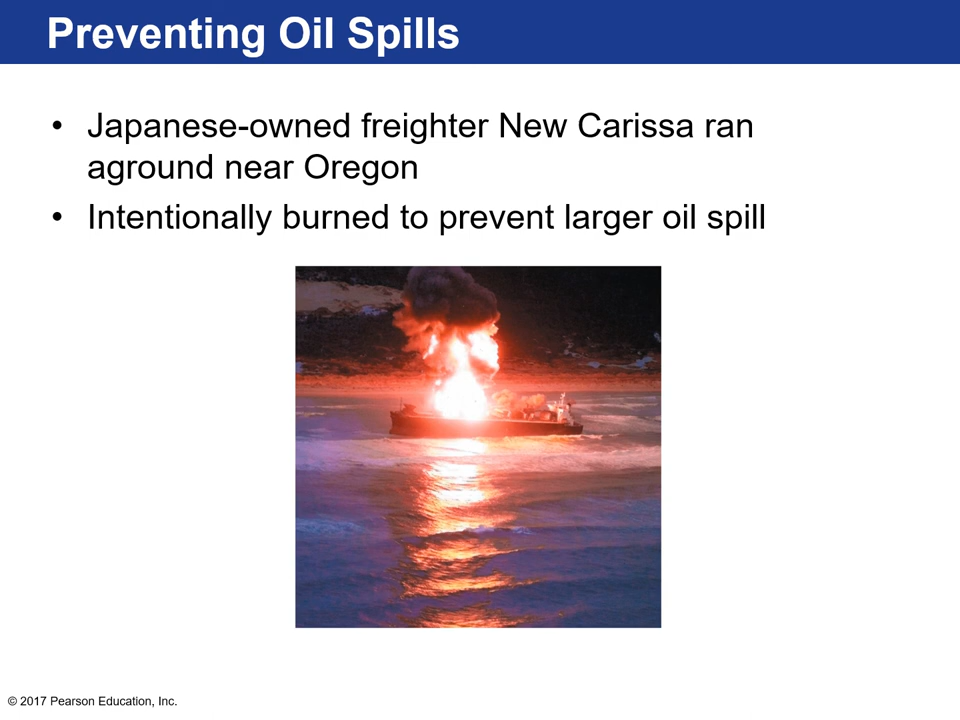 Preventing Oil Spills
• Japanese-owned freighter New Carissa ran
aground near Oregon
• Intentionally burned to prevent larger oil spill
© 2017 Pearson Education, Inc.